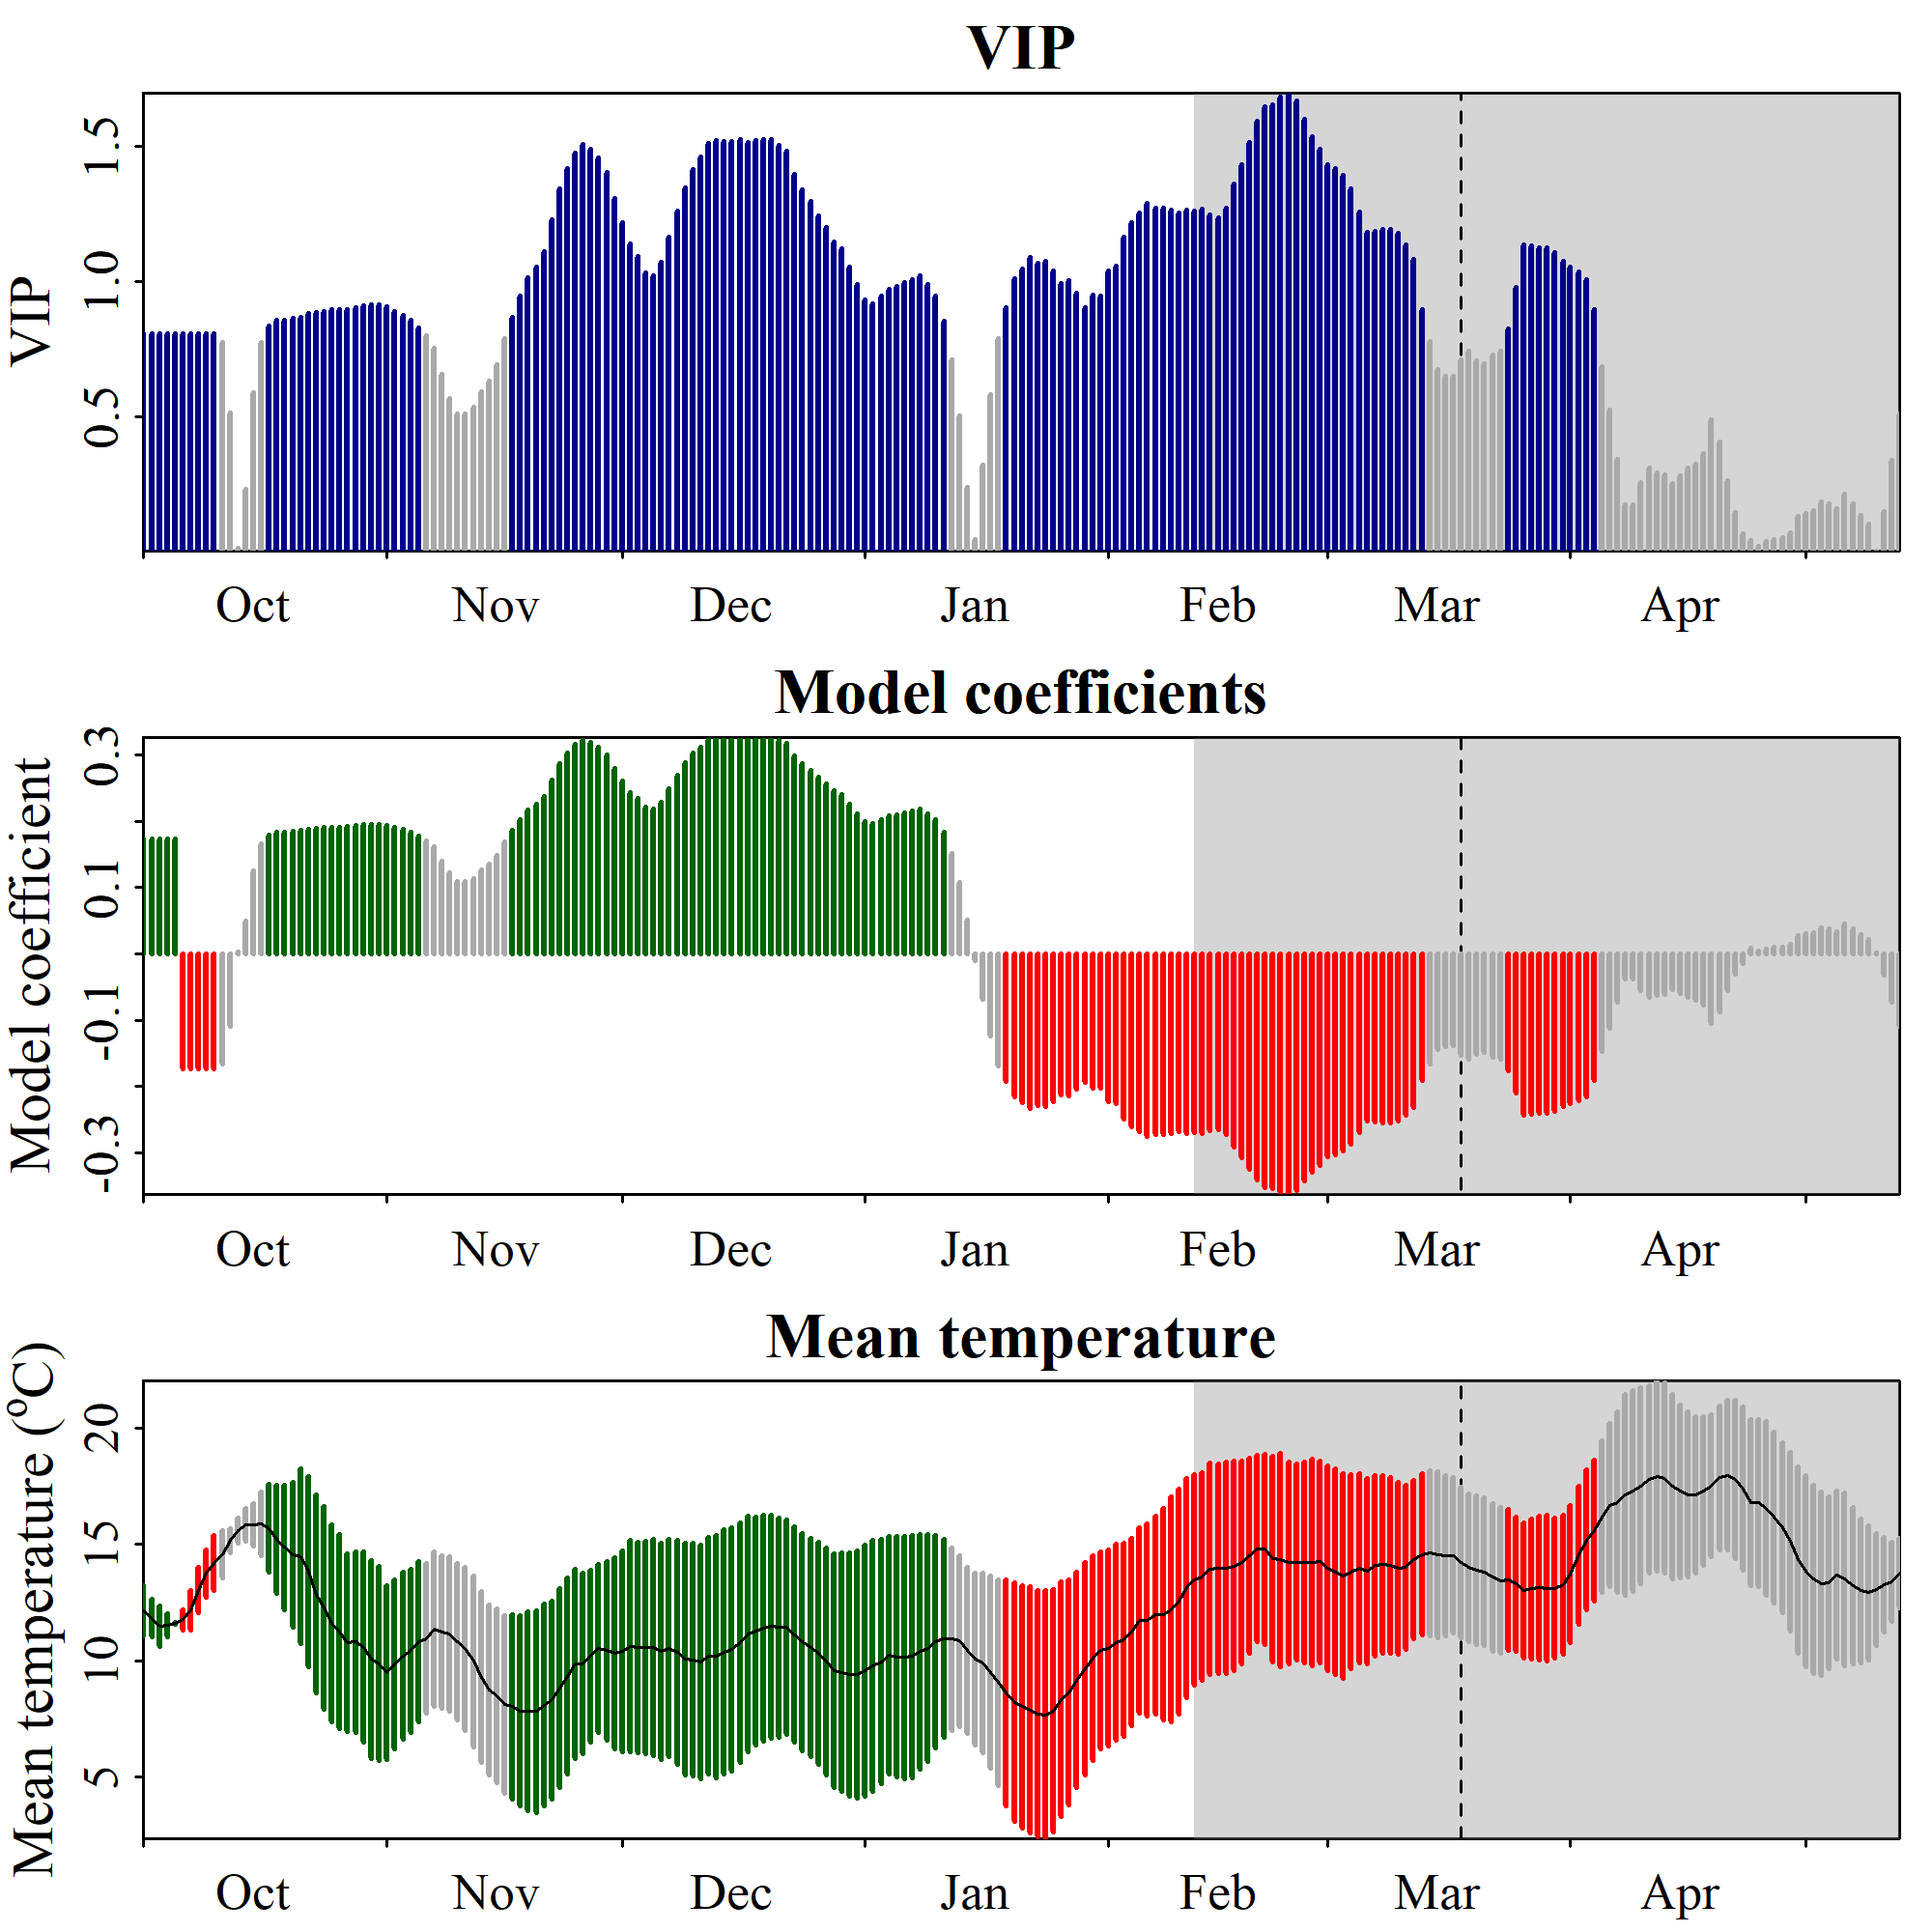 VIP
VIP
1.5
1.0
0.5
Oct Nov Dec Jan Feb Mar Apr
Model coefficients
Model coefficient
0.3
0.1
-0.1
-0.3
Oct Nov Dec Jan Feb Mar Apr
Mean temperature
Mean temperature (ºC)
20
15
10
5
Oct Nov Dec Jan Feb Mar Apr